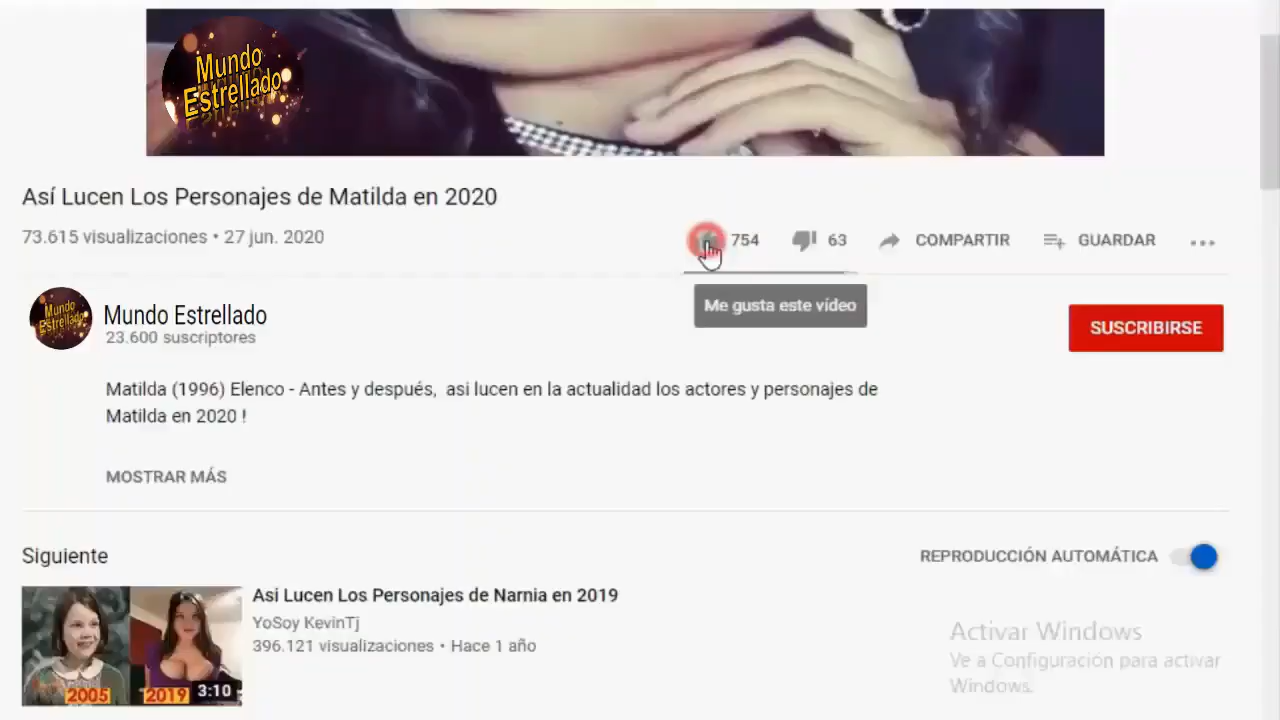 Mundo
Estrellado
Así Lucen Los Personajes de Matilda en 2020
73.615 visualizaciones • 27 jun. 2020
754
63
COMPARTIR
GUARDAR
Me gusta este vídeo
Mundo
Estrellado
Mundo Estrellado
23.600 suscriptores
SUSCRIBIRSE
Matilda (1996) Elenco - Antes y después, asi lucen en la actualidad los actores y personajes de
Matilda en 2020 !
MOSTRAR MÁS
Siguiente
REPRODUCCIÓN AUTOMÁTICA
Asi Lucen Los Personajes de Narnia en 2019
YoSoy KevinTj
396.121 visualizaciones • Hace 1 año
2005
2019
3:10
Activar Windows
Ve a Configuración para activar
Windows.